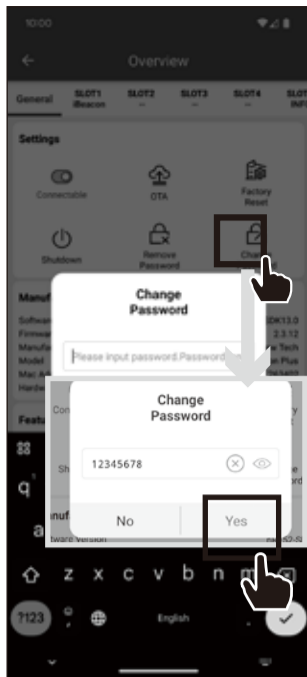 10:00
Overview
General
SLOT1
iBeacon
SLOT2
--
SLOT3
--
SLOT4
--
Settings
Connectable
OTA
Factory
Reset
Shutdown
Remove
Password
Change
Password
Please input password.Password
Change
Password
12345678
No
Yes
q
a
z x c v b n m
?123
English